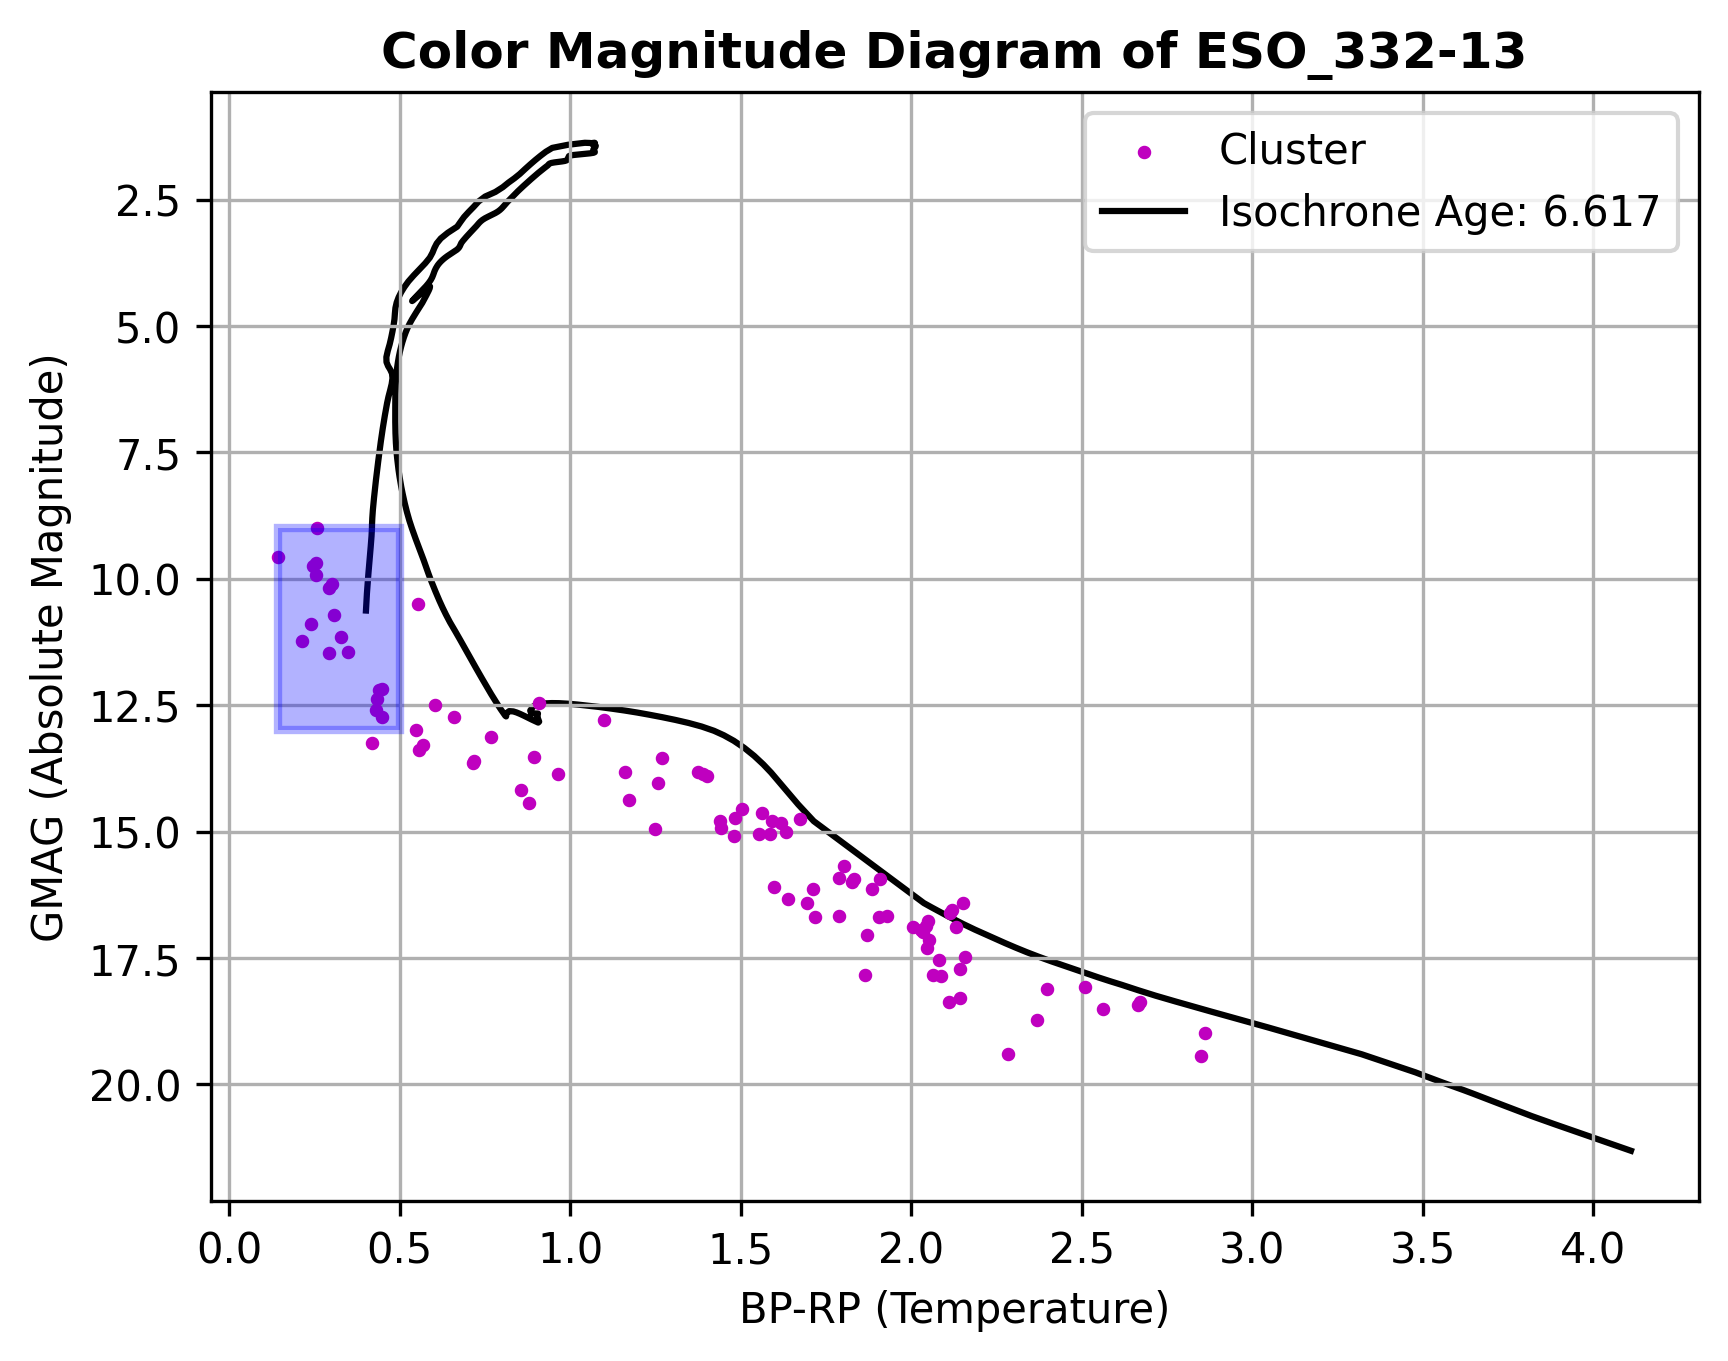 Color Magnitude Diagram of ESO_332-13
Cluster
Isochrone Age: 6.617
GMAG (Absolute Magnitude)
2.5
5.0
7.5
10.0
12.5
15.0
17.5
20.0
0.0 0.5 1.0 1.5 2.0 2.5 3.0 3.5 4.0
BP-RP (Temperature)